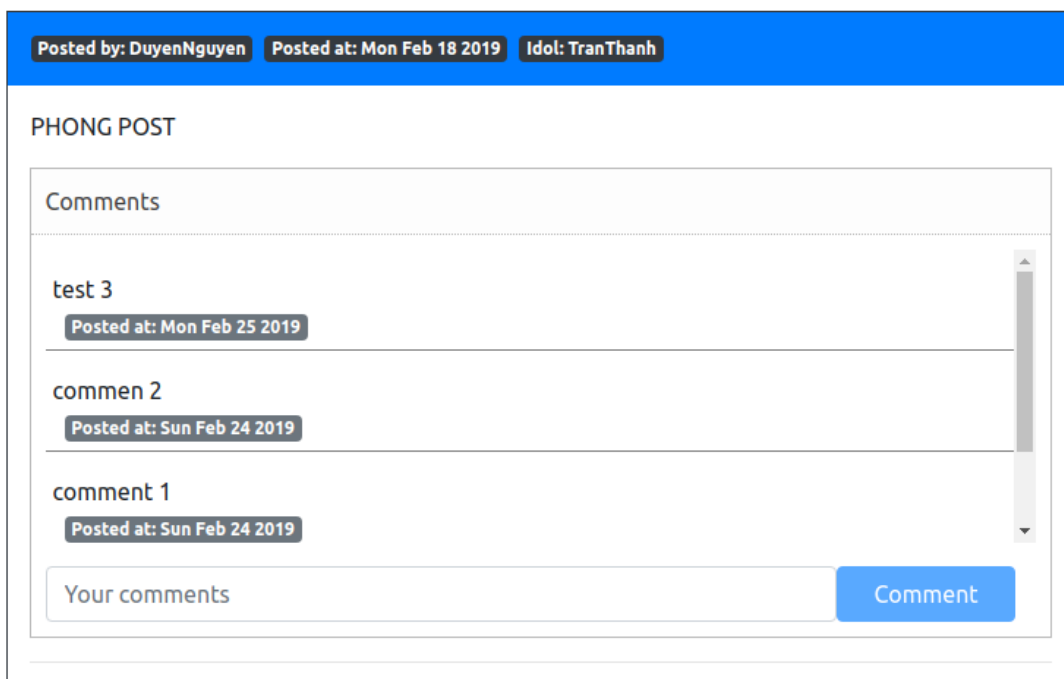 Posted by: DuyenNguyen Posted at: Mon Feb 18 2019 Idol: TranThanh
PHONG POST
Comments
test 3
Posted at: Mon Feb 25 2019
commen 2
Posted at: Sun Feb 24 2019
comment 1
Posted at: Sun Feb 24 2019
Your comments Comment